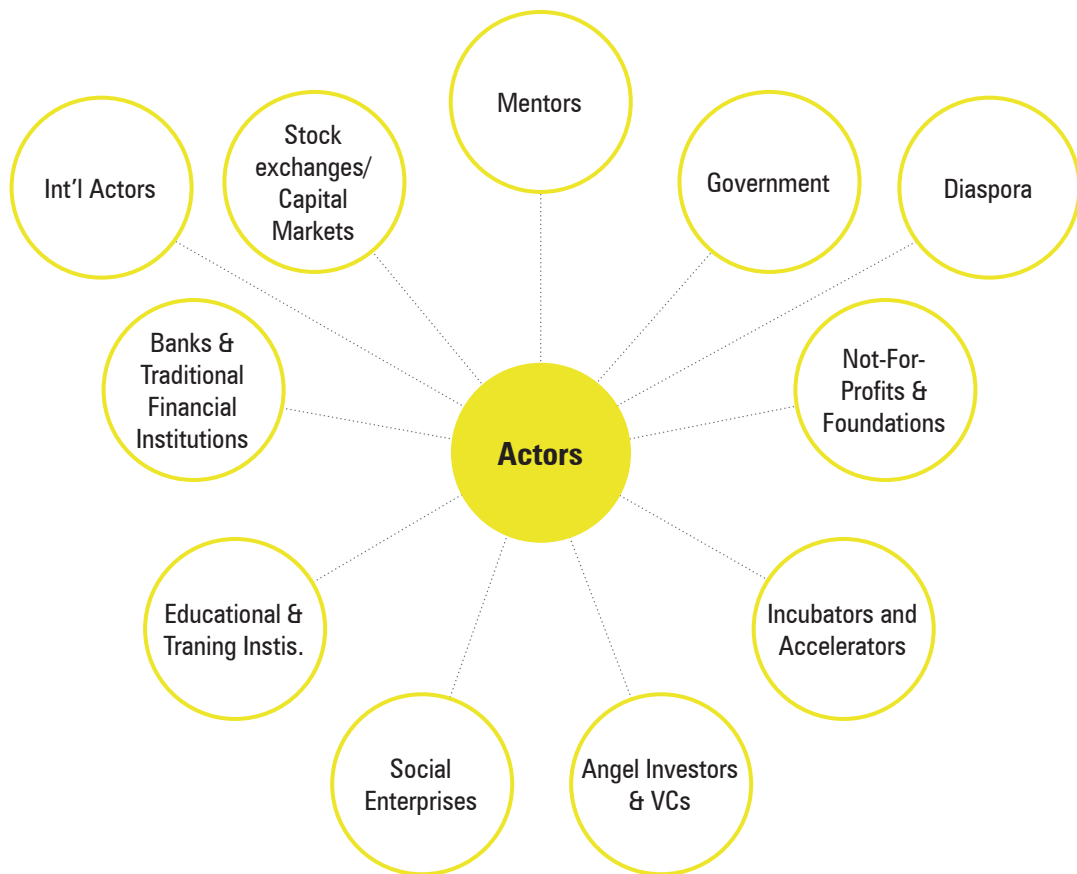 Mentors
Int'l Actors
Stock
exchanges/
Capital
Markets
Government
Diaspora
Banks &
Traditional
Financial
Institutions
Not-For-
Profits &
Foundations
Actors
Educational &
Traning Instis.
Incubators and
Accelerators
Social
Enterprises
Angel Investors
& VCs